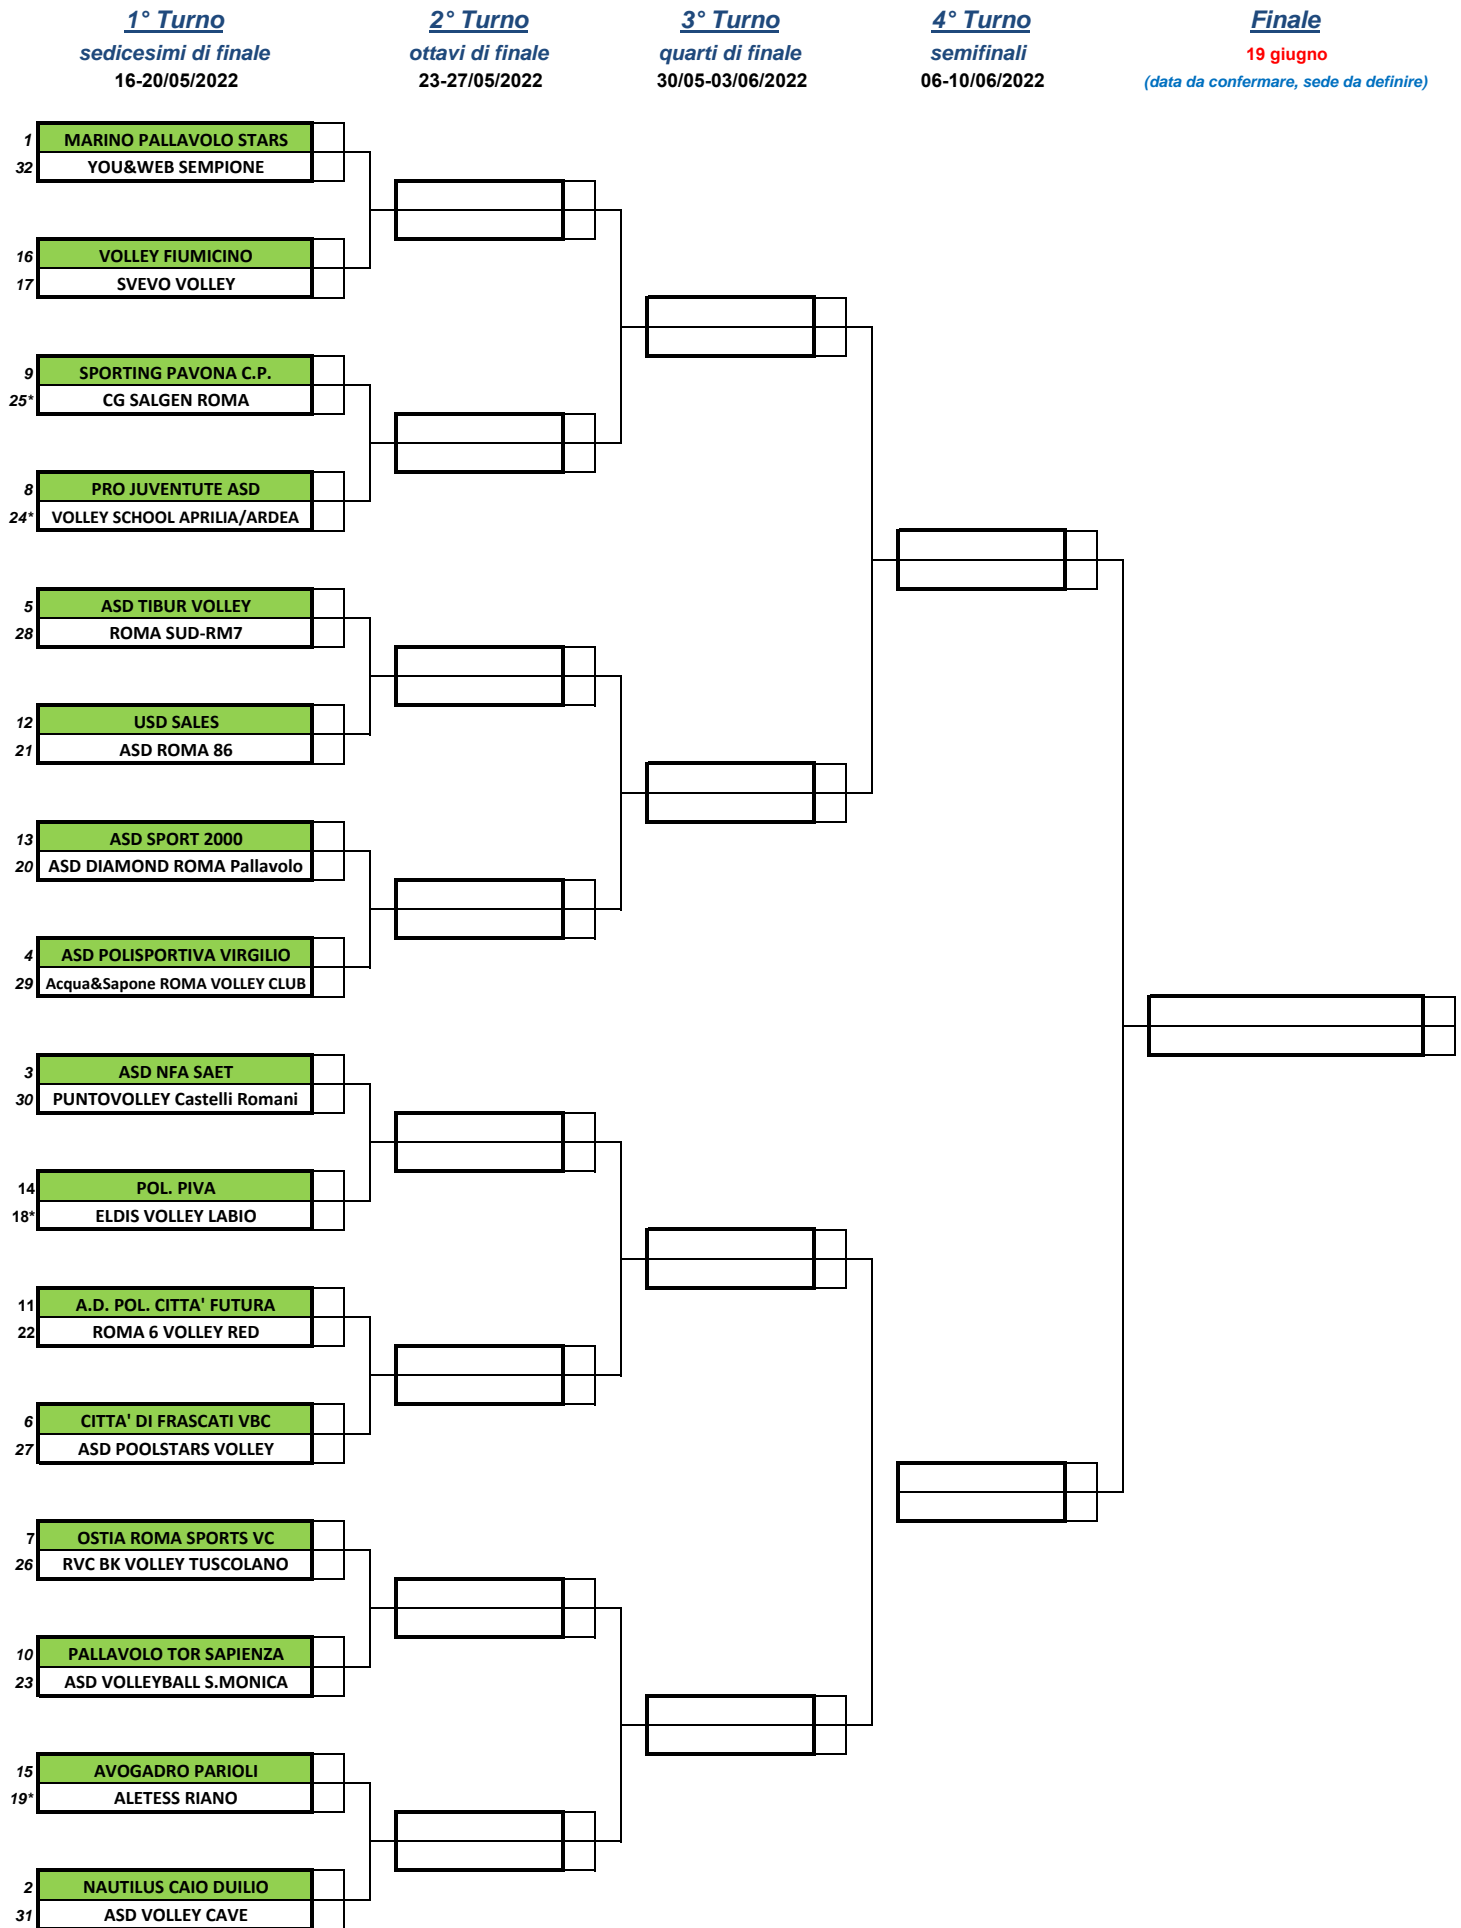 1° Turno 2° Turno 3° Turno 4° Turno Finale
sedicesimi di finale ottavi di finale quarti di finale semifinali 19 giugno
16-20/05/2022 23-27/05/2022 30/05-03/06/2022 06-10/06/2022 (data da confermare, sede da definire)
1 MARINO PALLAVOLO STARS
32 YOU&WEB SEMPIONE
16 VOLLEY FIUMICINO
17 SVEVO VOLLEY
9 SPORTING PAVONA C.P.
25* CG SALGEN ROMA
8 PRO JUVENTUTE ASD
24* VOLLEY SCHOOL APRILIA/ARDEA
5 ASD TIBUR VOLLEY
28 ROMA SUD-RM7
12 USD SALES
21 ASD ROMA 86
13 ASD SPORT 2000
20 ASD DIAMOND ROMA Pallavolo
4 ASD POLISPORTIVA VIRGILIO
29 Acqua&Sapone ROMA VOLLEY CLUB
3 ASD NFA SAET
30 PUNTOVOLLEY Castelli Romani
14 POL. PIVA
18* ELDIS VOLLEY LABIO
11 A.D. POL. CITTA' FUTURA
22 ROMA 6 VOLLEY RED
6 CITTA' DI FRASCATI VBC
27 ASD POOLSTARS VOLLEY
7 OSTIA ROMA SPORTS VC
26 RVC BK VOLLEY TUSCOLANO
10 PALLAVOLO TOR SAPIENZA
23 ASD VOLLEYBALL S.MONICA
15 AVOGADRO PARIOLI
19* ALETESS RIANO
2 NAUTILUS CAIO DUILIO
31 ASD VOLLEY CAVE